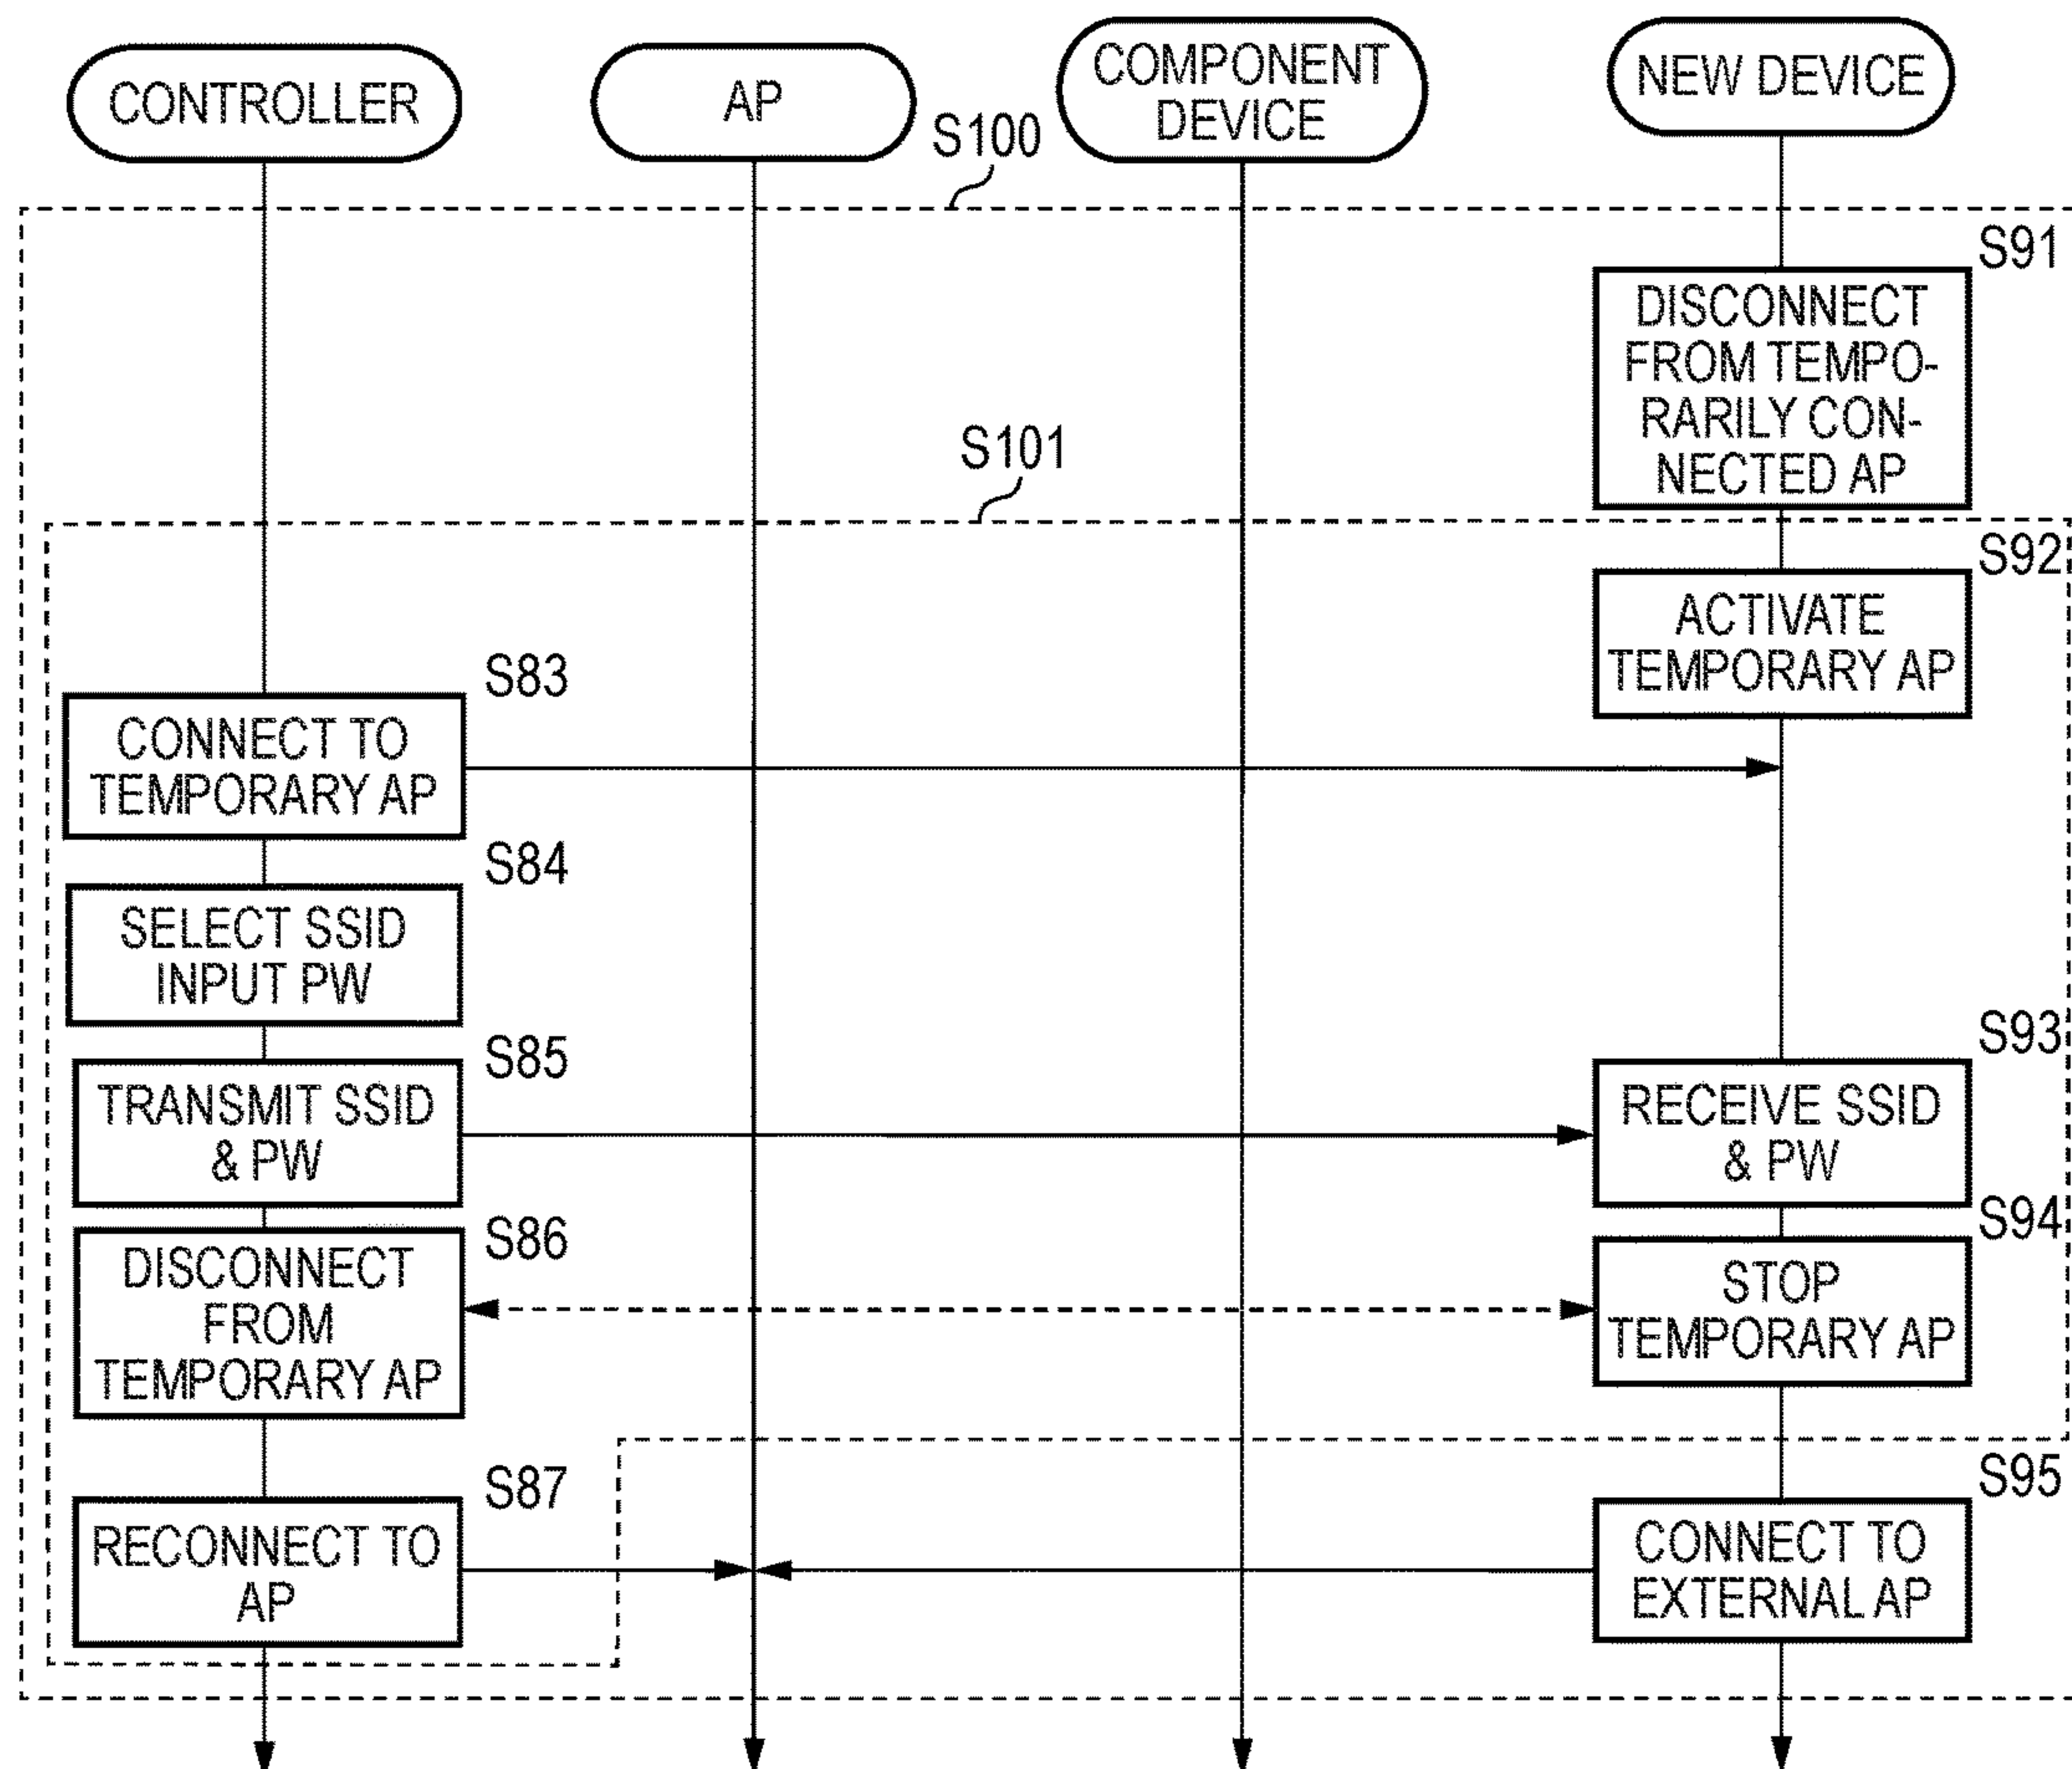 CONTROLLER
AP
COMPONENT
DEVICE
NEW DEVICE
S100
S91
DISCONNECT
FROM TEMPO-
RARILY CON-
NECTED AP
S101
S92
ACTIVATE
TEMPORARY AP
S83
CONNECT TO
TEMPORARY AP
S84
SELECT SSID
INPUT PW
S85
TRANSMIT SSID
& PW
S93
RECEIVE SSID
& PW
S86
DISCONNECT
FROM
TEMPORARY AP
S94
STOP
TEMPORARY AP
S87
RECONNECT TO
AP
S95
CONNECT TO
EXTERNAL AP